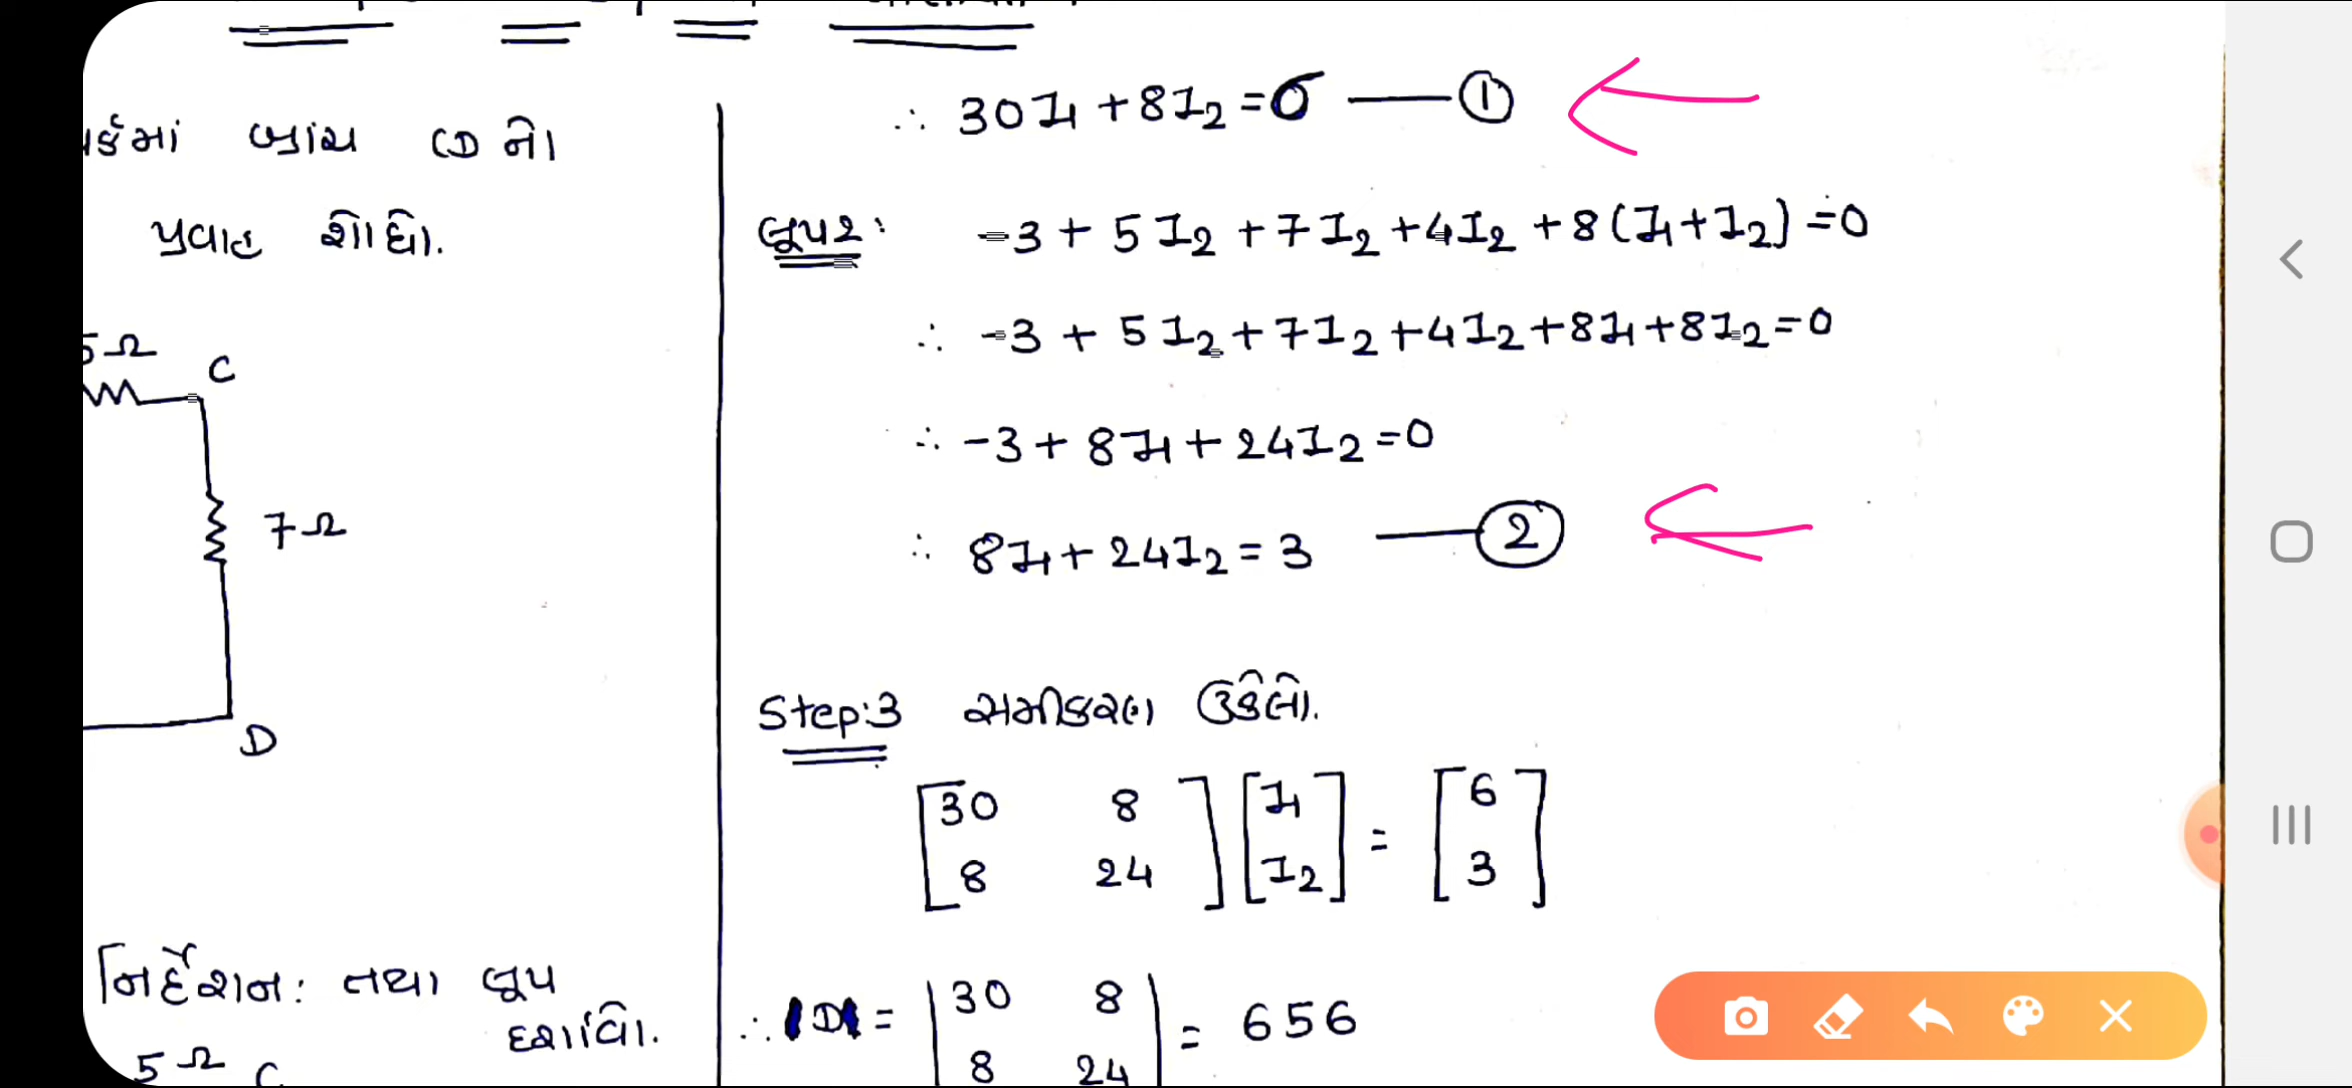 બ્રાંચ CD નો
પ્રવાહ શોધો.
5Ω
C
7Ω
D
નિર્દેશન: તથા લૂપ
દર્શાવો.
5Ω C
∴ 30I1 + 8I2 = 6 — ①
લૂપ2: -3 + 5I2 + 7I2 + 4I2 + 8(I1 + I2) = 0
∴ -3 + 5I2 + 7I2 + 4I2 + 8I1 + 8I2 = 0
∴ -3 + 8I1 + 24I2 = 0
∴ 8I1 + 24I2 = 3 — ②
Step:3 સમીકરણ ઉકેલો.
[30 8] [I1] = [6]
[8 24] [I2] [3]
∴ |D| = |30 8| = 656
|8 24|